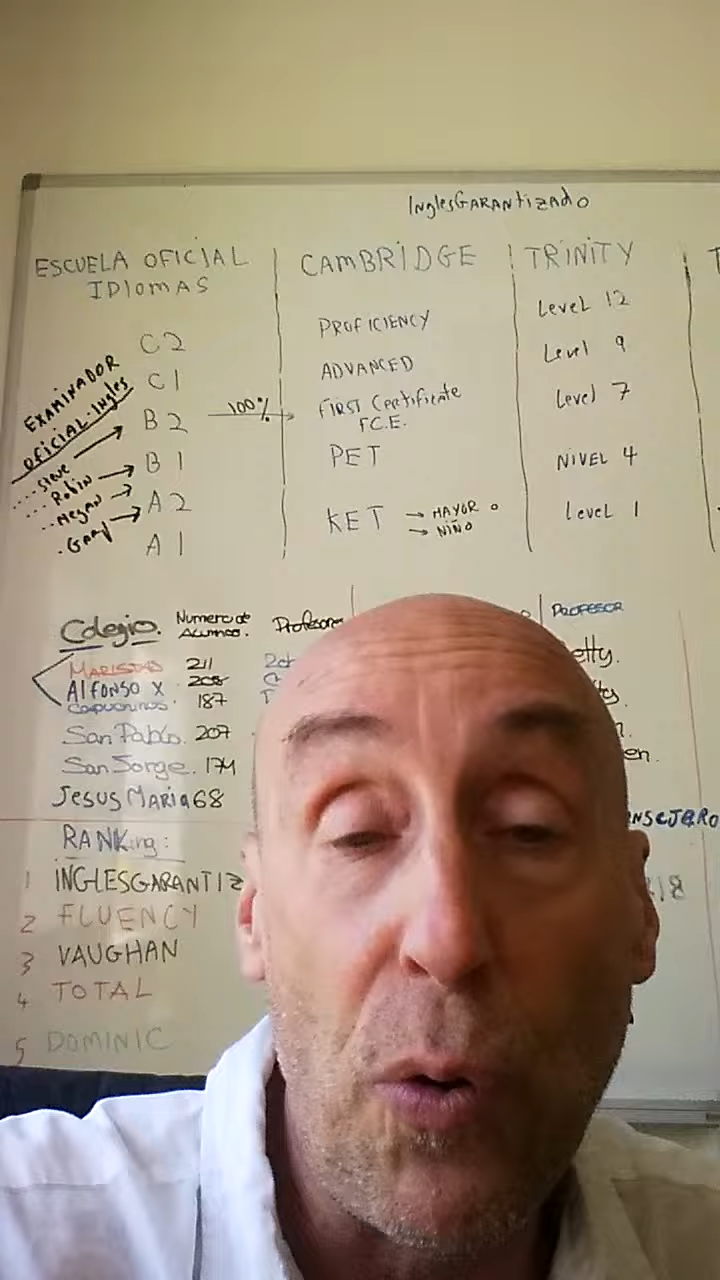 InglesGARANtizADO
ESCUELA OFICIAL
IDIOMAS
C2
C1
B2
B1
A2
A1
EXAMINADOR
OFICIAL·Ingles
....Steve
...Robin
..Megan
.Gary
100%
CAMBRIDGE
PROFICIENCY
ADVANCED
FIRST Certificate
F.C.E.
PET
KET → MAYOR o
→ NIÑO
TRINITY
Level 12
Level 9
Level 7
NIVEL 4
Level 1
Colegio. Numero de Alumnos. Profesora PROFESOR
MARISTAS 211
Alfonso X 208
Capuchinos. 187
San Pablo. 207
San Jorge. 174
Jesus Maria 68
RANKing:
1 INGLESGARANTIZ
2 FLUENCY
3 VAUGHAN
4 TOTAL
5 DOMINIC